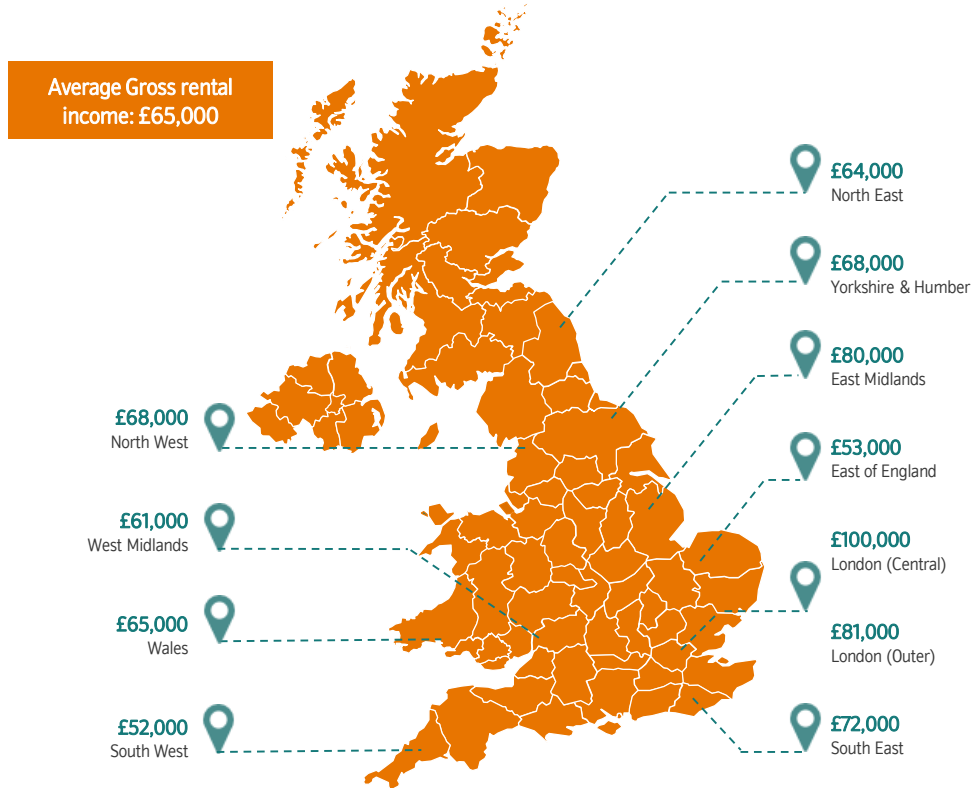 Average Gross rental
income: £65,000
£64,000
North East
£68,000
Yorkshire & Humber
£80,000
East Midlands
£53,000
East of England
£100,000
London (Central)
£81,000
London (Outer)
£72,000
South East
£68,000
North West
£61,000
West Midlands
£65,000
Wales
£52,000
South West